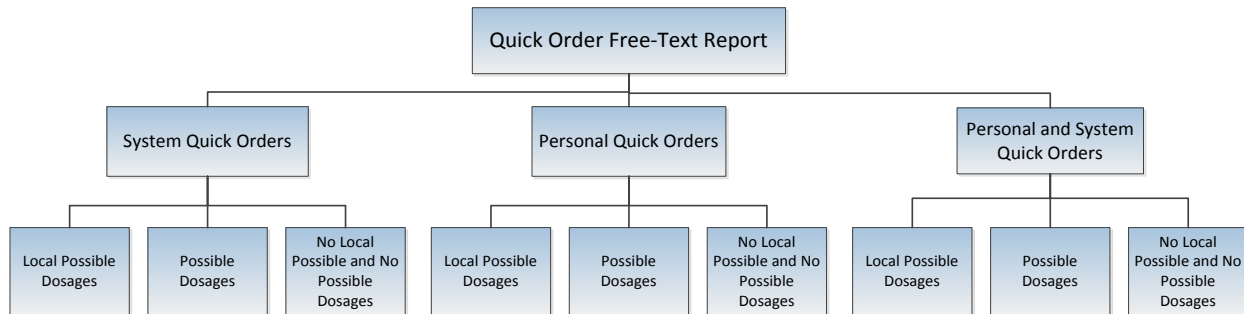 Quick Order Free-Text Report
System Quick Orders
Personal Quick Orders
Personal and System
Quick Orders
Local Possible
Dosages
Possible
Dosages
No Local
Possible and No
Possible
Dosages
Local Possible
Dosages
Possible
Dosages
No Local
Possible and No
Possible
Dosages
Local Possible
Dosages
Possible
Dosages
No Local
Possible and No
Possible
Dosages